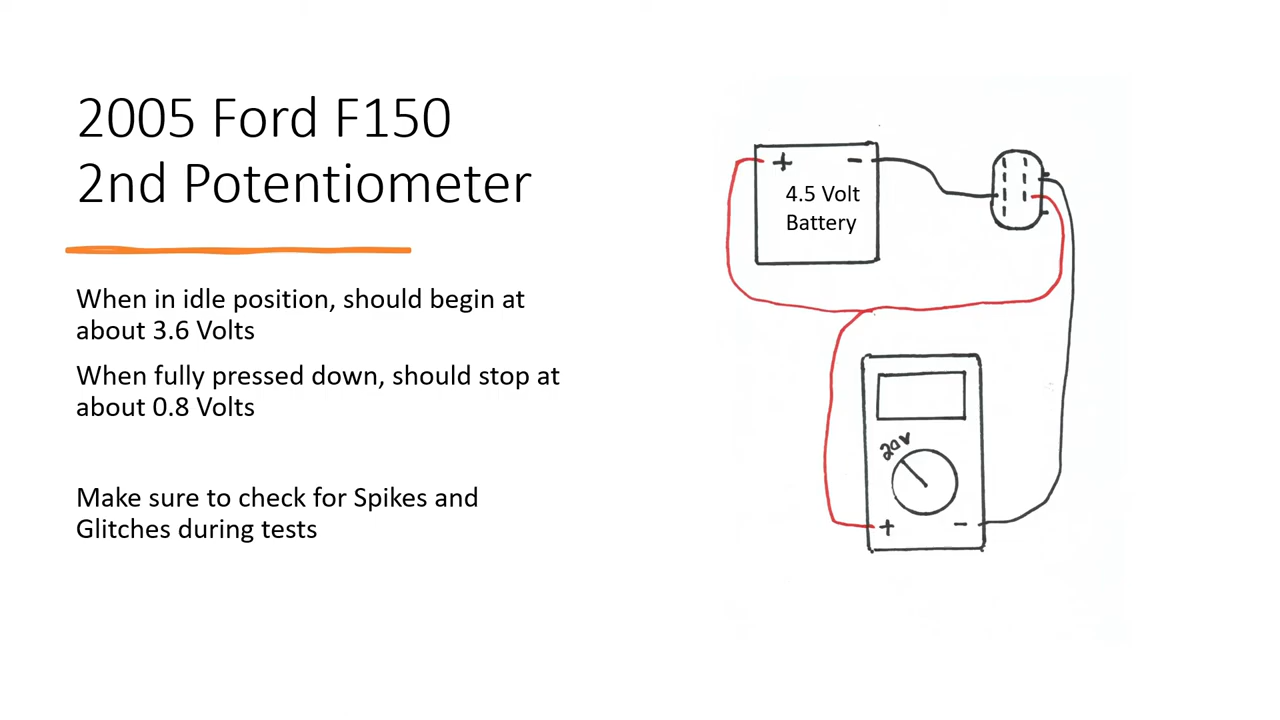 2005 Ford F150
2nd Potentiometer
When in idle position, should begin at
about 3.6 Volts
When fully pressed down, should stop at
about 0.8 Volts
Make sure to check for Spikes and
Glitches during tests
+ −
4.5 Volt
Battery
20V
+ −